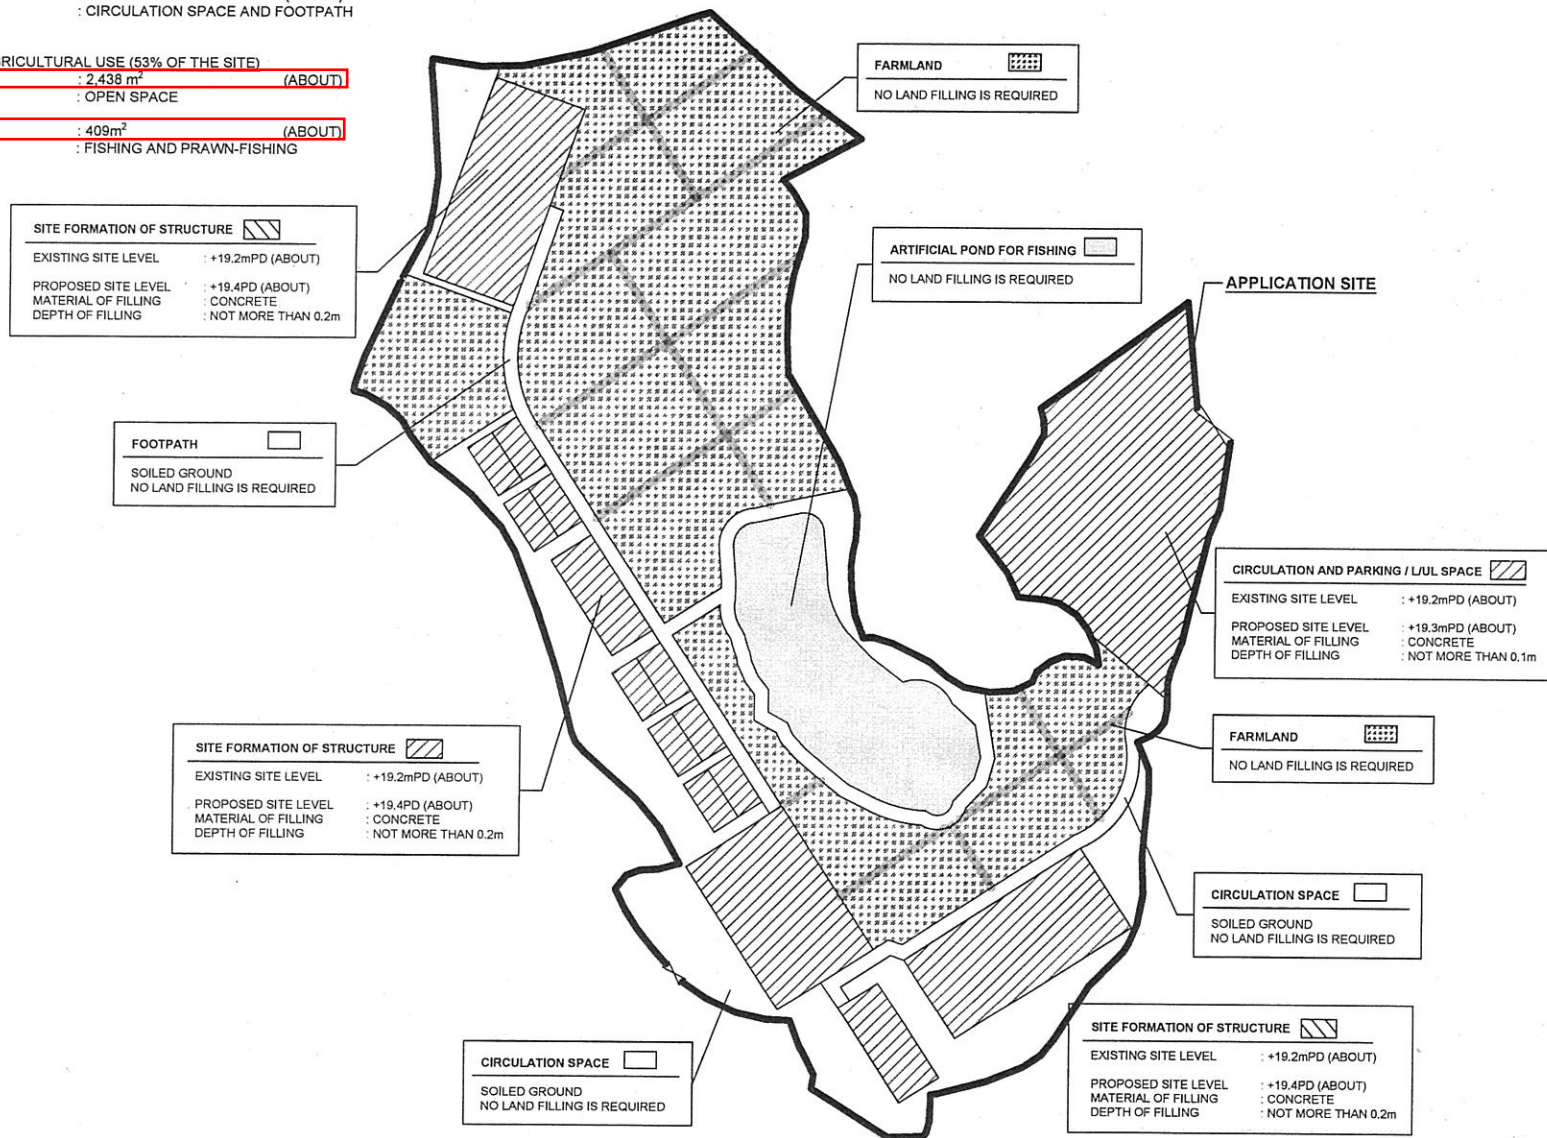 : CIRCULATION SPACE AND FOOTPATH
RICULTURAL USE (53% OF THE SITE)
: 2,438 m² (ABOUT)
: OPEN SPACE
: 409m² (ABOUT)
: FISHING AND PRAWN-FISHING
FARMLAND
NO LAND FILLING IS REQUIRED
SITE FORMATION OF STRUCTURE
EXISTING SITE LEVEL : +19.2mPD (ABOUT)
PROPOSED SITE LEVEL : +19.4PD (ABOUT)
MATERIAL OF FILLING : CONCRETE
DEPTH OF FILLING : NOT MORE THAN 0.2m
ARTIFICIAL POND FOR FISHING
NO LAND FILLING IS REQUIRED
APPLICATION SITE
FOOTPATH
SOILED GROUND
NO LAND FILLING IS REQUIRED
CIRCULATION AND PARKING / L/UL SPACE
EXISTING SITE LEVEL : +19.2mPD (ABOUT)
PROPOSED SITE LEVEL : +19.3mPD (ABOUT)
MATERIAL OF FILLING : CONCRETE
DEPTH OF FILLING : NOT MORE THAN 0.1m
SITE FORMATION OF STRUCTURE
EXISTING SITE LEVEL : +19.2mPD (ABOUT)
PROPOSED SITE LEVEL : +19.4PD (ABOUT)
MATERIAL OF FILLING : CONCRETE
DEPTH OF FILLING : NOT MORE THAN 0.2m
FARMLAND
NO LAND FILLING IS REQUIRED
CIRCULATION SPACE
SOILED GROUND
NO LAND FILLING IS REQUIRED
SITE FORMATION OF STRUCTURE
EXISTING SITE LEVEL : +19.2mPD (ABOUT)
PROPOSED SITE LEVEL : +19.4PD (ABOUT)
MATERIAL OF FILLING : CONCRETE
DEPTH OF FILLING : NOT MORE THAN 0.2m
CIRCULATION SPACE
SOILED GROUND
NO LAND FILLING IS REQUIRED